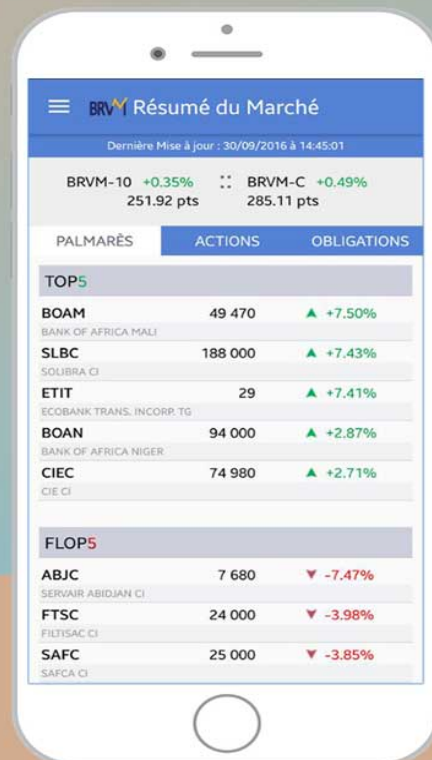 BRVM Résumé du Marché
Dernière Mise à jour : 30/09/2016 à 14:45:01
BRVM-10 +0.35% BRVM-C +0.49%
251.92 pts 285.11 pts
PALMARÈS ACTIONS OBLIGATIONS
TOP5
BOAM 49 470 ▲ +7.50%
BANK OF AFRICA MALI
SLBC 188 000 ▲ +7.43%
SOLIBRA CI
ETIT 29 ▲ +7.41%
ECOBANK TRANS. INCORP. TG
BOAN 94 000 ▲ +2.87%
BANK OF AFRICA NIGER
CIEC 74 980 ▲ +2.71%
CIE CI
FLOP5
ABJC 7 680 ▼ -7.47%
SERVAIR ABIDJAN CI
FTSC 24 000 ▼ -3.98%
FILTISAC CI
SAFC 25 000 ▼ -3.85%
SAFCA CI